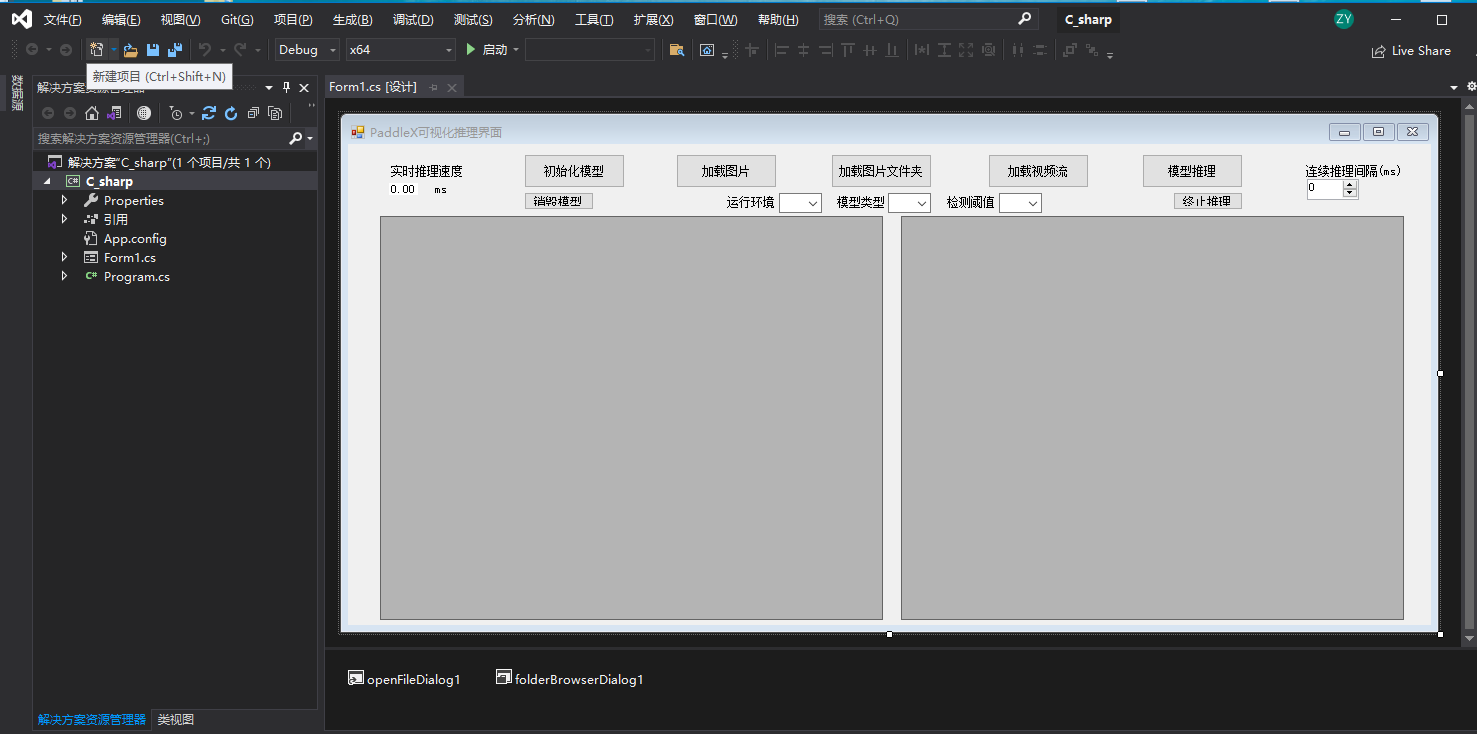 文件(F) 编辑(E) 视图(V) Git(G) 项目(P) 生成(B) 调试(D) 测试(S) 分析(N) 工具(T) 扩展(X) 窗口(W) 帮助(H) 搜索 (Ctrl+Q) C_sharp ZY
Debug x64 启动 Live Share
新建项目 (Ctrl+Shift+N)
数据源
解决方案资源管理器
搜索解决方案资源管理器(Ctrl+;)
解决方案"C_sharp"(1 个项目/共 1 个)
C_sharp
Properties
引用
App.config
Form1.cs
Program.cs
解决方案资源管理器 类视图
Form1.cs [设计]
PaddleX可视化推理界面
实时推理速度 初始化模型 加载图片 加载图片文件夹 加载视频流 模型推理 连续推理间隔(ms)
0.00 ms 0
销毁模型 运行环境 模型类型 检测阈值 终止推理
openFileDialog1 folderBrowserDialog1